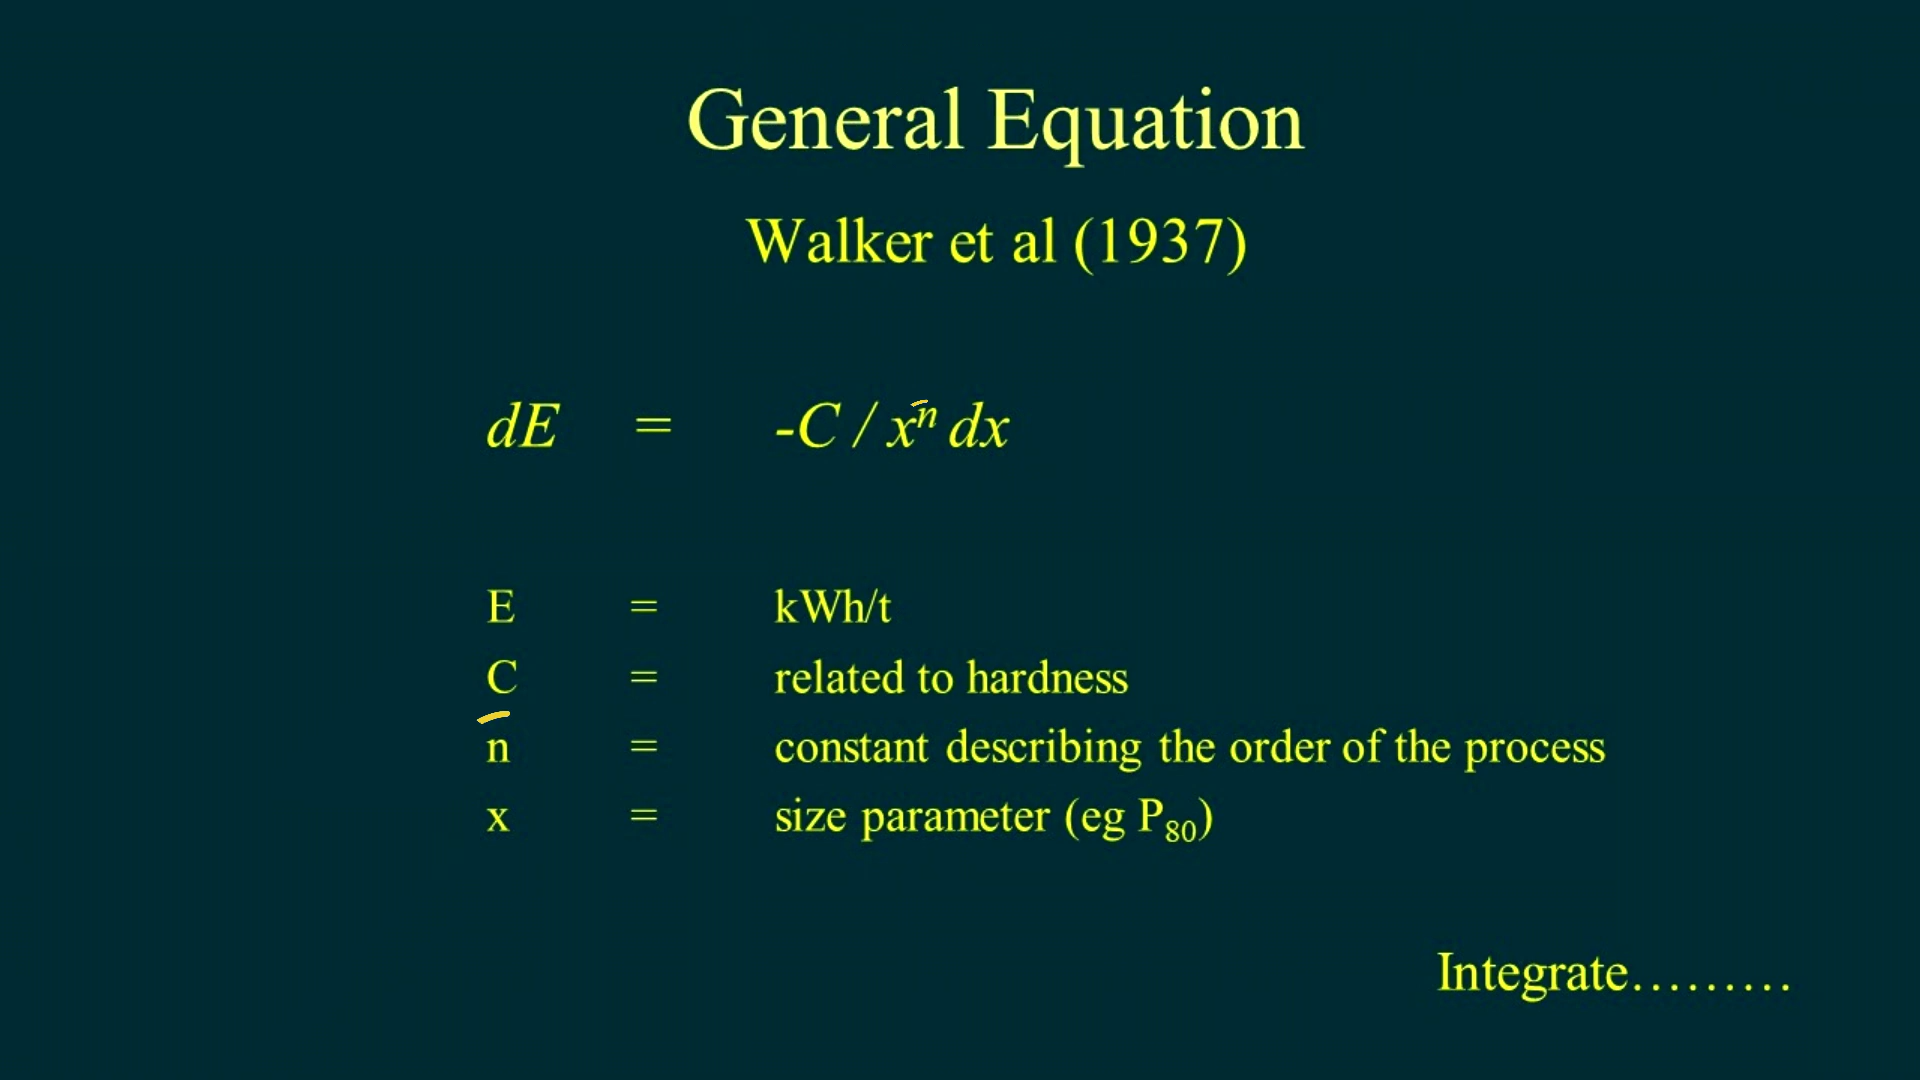 General Equation
Walker et al (1937)
dE = -C / xⁿ dx
E = kWh/t
C = related to hardness
n = constant describing the order of the process
x = size parameter (eg P₈₀)
Integrate.........